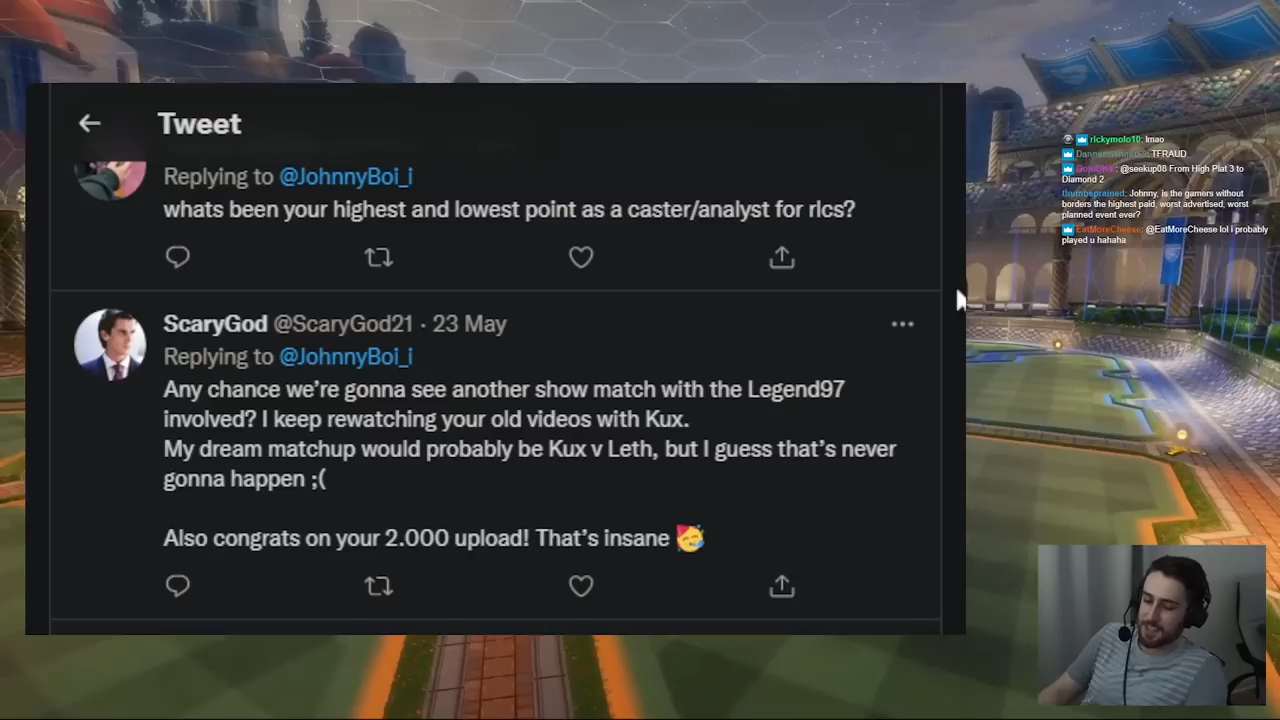 Tweet
Replying to @JohnnyBoi_i
whats been your highest and lowest point as a caster/analyst for rlcs?
ScaryGod @ScaryGod21 · 23 May
Replying to @JohnnyBoi_i
Any chance we’re gonna see another show match with the Legend97
involved? I keep rewatching your old videos with Kux.
My dream matchup would probably be Kux v Leth, but I guess that’s never
gonna happen ;(
Also congrats on your 2.000 upload! That’s insane 🥳
rickymolo10: lmao
TFRAUD
@seekup08 From High Plat 3 to
Diamond 2
thumbsprained: Johnny, is the gamers without
borders the highest paid, worst advertised, worst
planned event ever?
EatMoreCheese: @EatMoreCheese lol i probably
played u hahaha